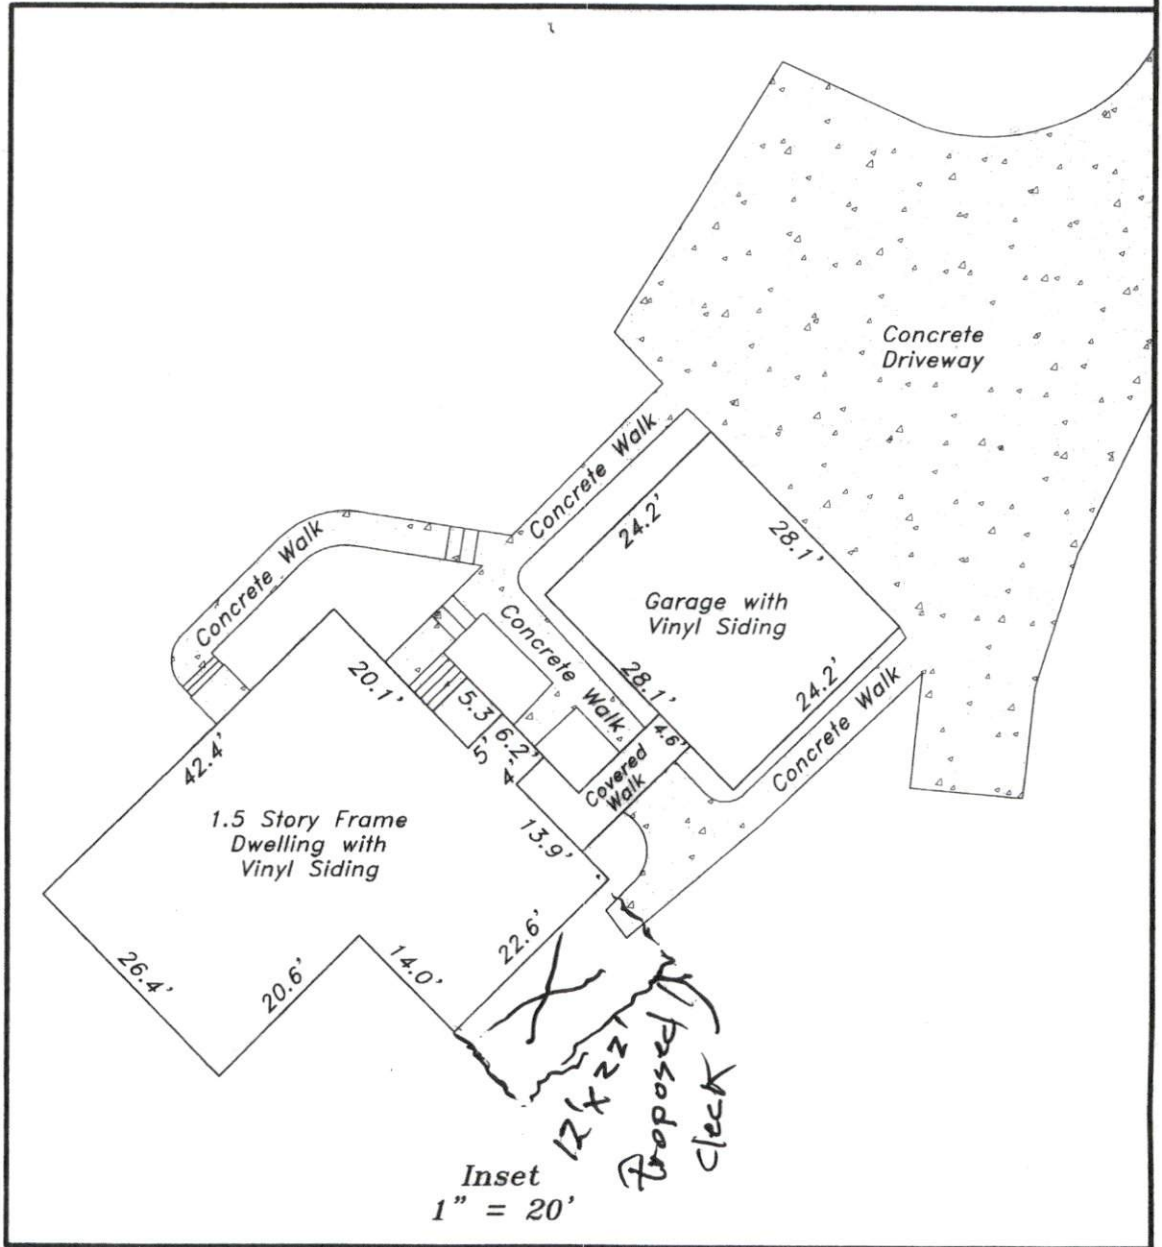 Concrete
Driveway
Concrete Walk
24.2'
28.1'
Garage with
Vinyl Siding
Concrete Walk
Concrete Walk
28.1'
24.2'
Concrete Walk
20.1'
5.3
5'
6.2'
4'
4.6'
Covered
Walk
42.4'
1.5 Story Frame
Dwelling with
Vinyl Siding
13.9'
22.6'
14.0'
26.4'
20.6'
X
12' x 22'
Proposed
deck
Inset
1" = 20'